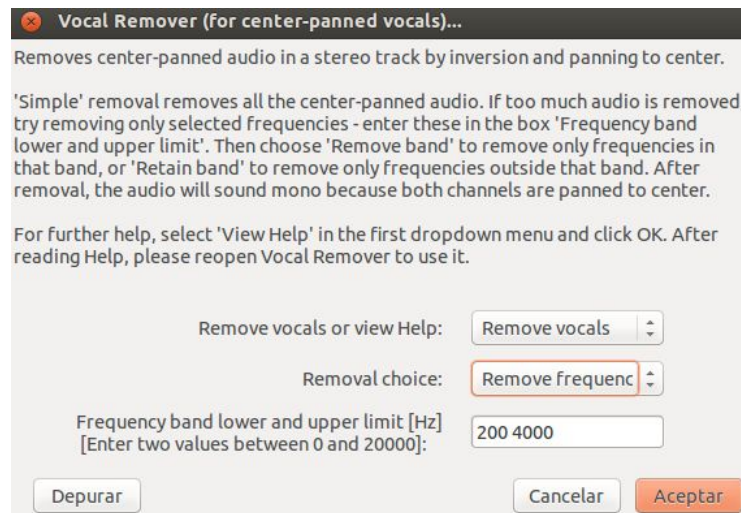 Vocal Remover (for center-panned vocals)...
Removes center-panned audio in a stereo track by inversion and panning to center.
'Simple' removal removes all the center-panned audio. If too much audio is removed
try removing only selected frequencies - enter these in the box 'Frequency band
lower and upper limit'. Then choose 'Remove band' to remove only frequencies in
that band, or 'Retain band' to remove only frequencies outside that band. After
removal, the audio will sound mono because both channels are panned to center.
For further help, select 'View Help' in the first dropdown menu and click OK. After
reading Help, please reopen Vocal Remover to use it.
Remove vocals or view Help: Remove vocals
Removal choice: Remove frequenc
Frequency band lower and upper limit [Hz]
[Enter two values between 0 and 20000]: 200 4000
Depurar Cancelar Aceptar